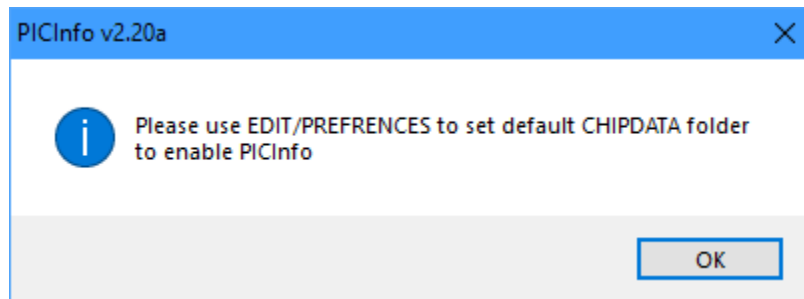 PICInfo v2.20a
Please use EDIT/PREFRENCES to set default CHIPDATA folder
to enable PICInfo
OK